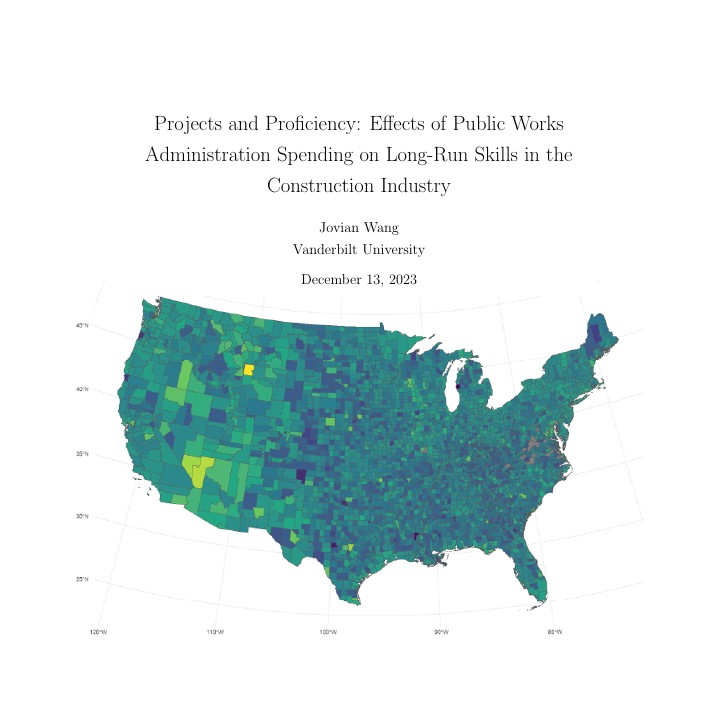 Projects and Proficiency: Effects of Public Works
Administration Spending on Long-Run Skills in the
Construction Industry
Jovian Wang
Vanderbilt University
December 13, 2023
45°N
40°N
35°N
30°N
25°N
120°W
110°W
100°W
90°W
80°W